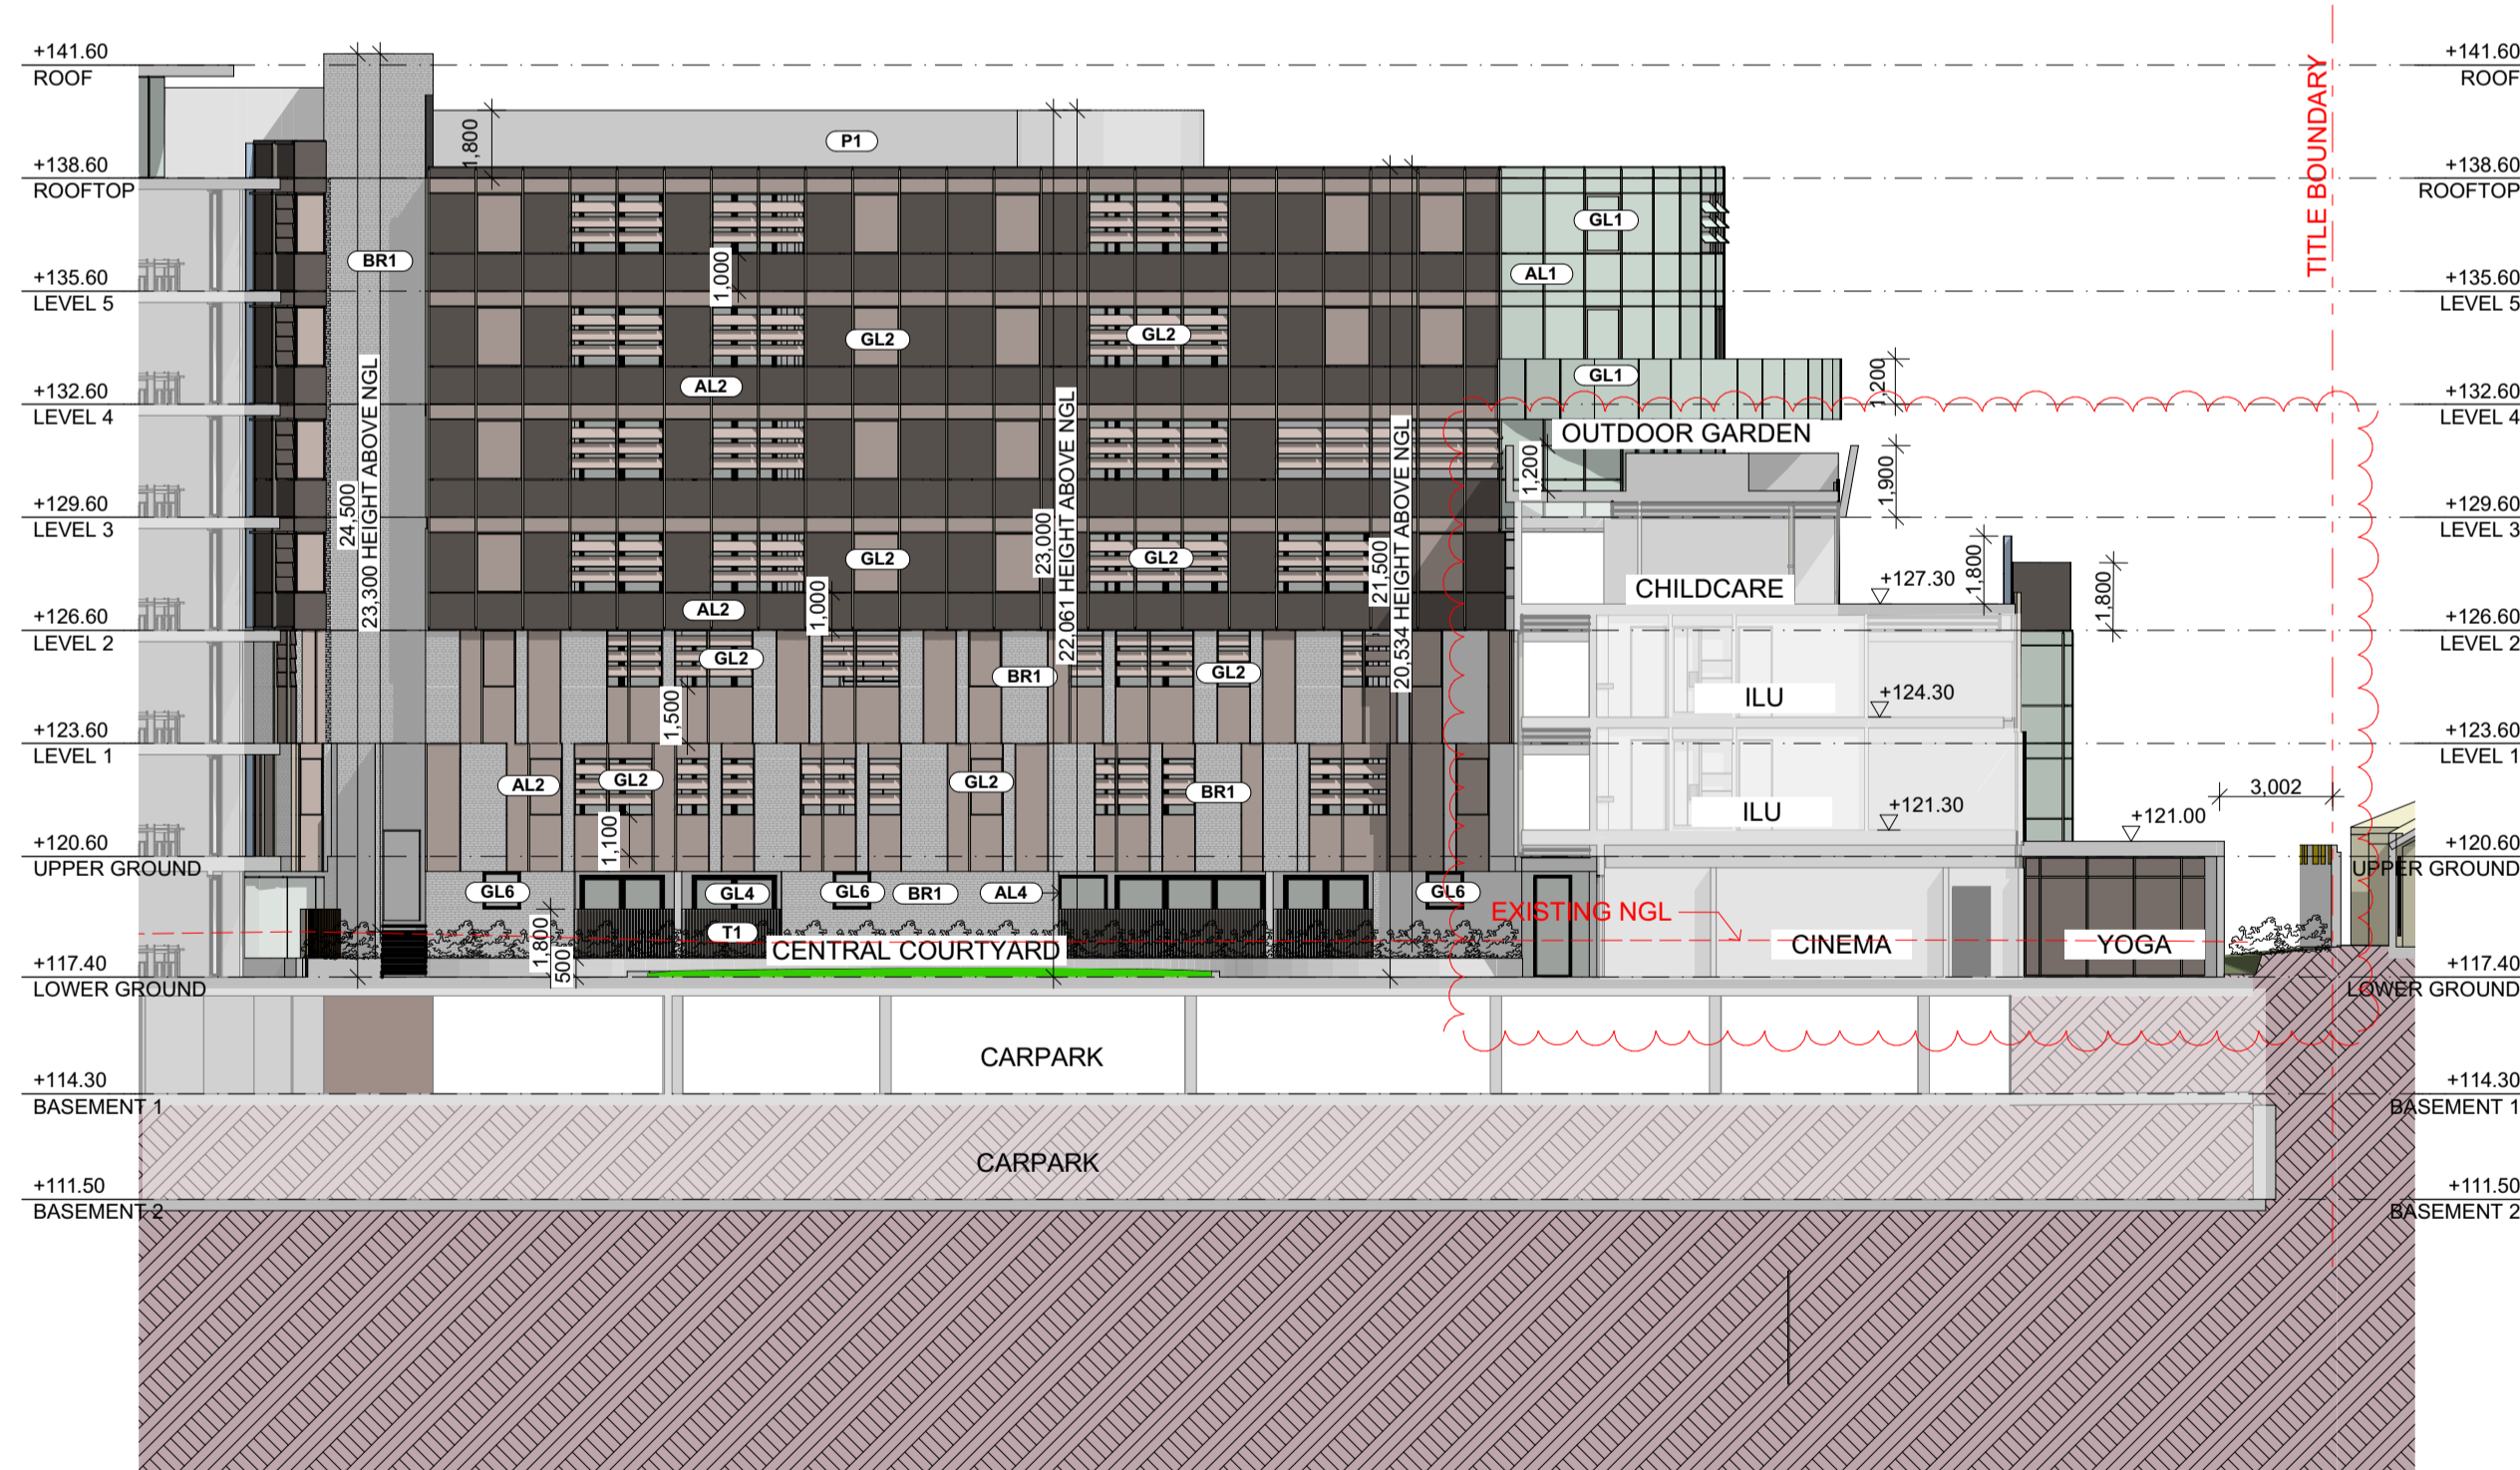 +141.60
ROOF
+138.60
ROOFTOP
+135.60
LEVEL 5
+132.60
LEVEL 4
+129.60
LEVEL 3
+126.60
LEVEL 2
+123.60
LEVEL 1
+120.60
UPPER GROUND
+117.40
LOWER GROUND
+114.30
BASEMENT 1
+111.50
BASEMENT 2
BR1
24,500
23,300 HEIGHT ABOVE NGL
1,800
P1
1,000
GL2
GL2
AL2
23,000
22,061 HEIGHT ABOVE NGL
21,500
20,534 HEIGHT ABOVE NGL
GL2
GL2
AL2
1,000
GL2
BR1
GL2
1,500
AL2
GL2
GL2
BR1
1,100
GL6
GL4
GL6
BR1
AL4
GL6
T1
1,800
500
CENTRAL COURTYARD
CARPARK
CARPARK
GL1
AL1
GL1
1,200
OUTDOOR GARDEN
1,200
1,900
CHILDCARE
+127.30
1,800
1,800
ILU
+124.30
ILU
+121.30
+121.00
3,002
EXISTING NGL
CINEMA
YOGA
TITLE BOUNDARY
+141.60
ROOF
+138.60
ROOFTOP
+135.60
LEVEL 5
+132.60
LEVEL 4
+129.60
LEVEL 3
+126.60
LEVEL 2
+123.60
LEVEL 1
+120.60
UPPER GROUND
+117.40
LOWER GROUND
+114.30
BASEMENT 1
+111.50
BASEMENT 2